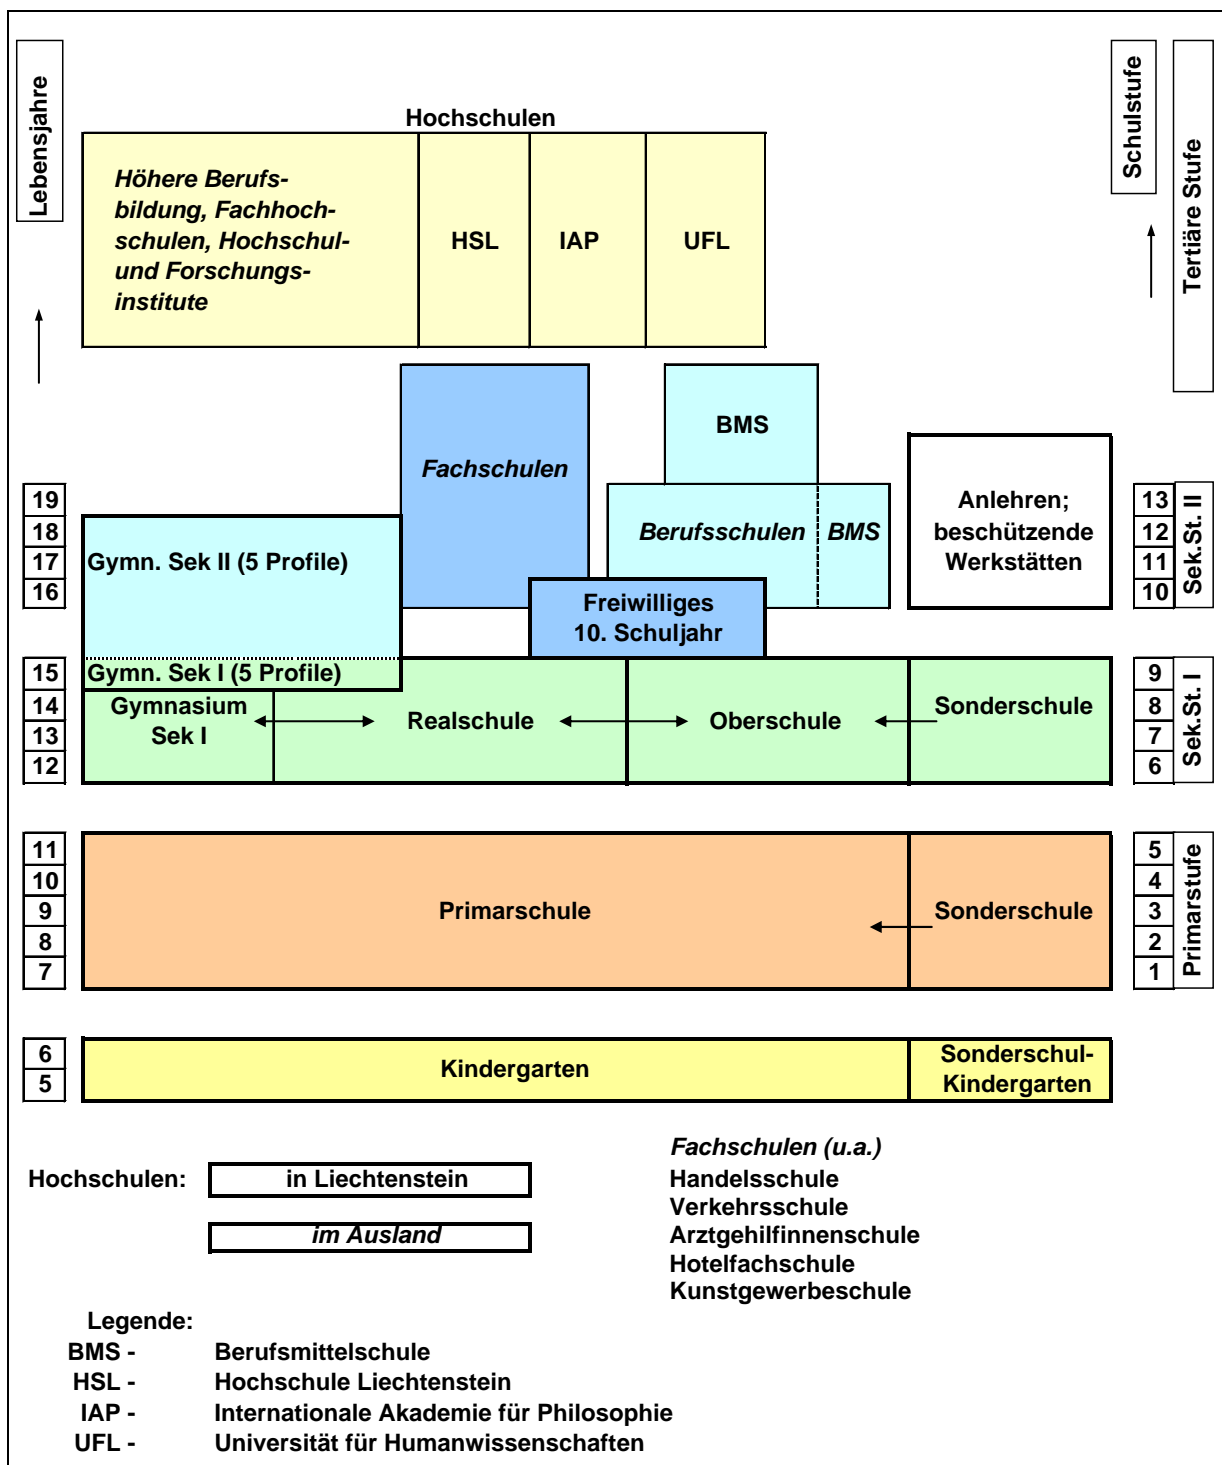 Lebensjahre
Schulstufe
Tertiäre Stufe
Hochschulen
Höhere Berufs-
bildung, Fachhoch-
schulen, Hochschul-
und Forschungs-
institute
HSL
IAP
UFL
Fachschulen
BMS
Berufsschulen
BMS
Anlehren;
beschützende
Werkstätten
19
18
17
16
Gymn. Sek II (5 Profile)
Freiwilliges
10. Schuljahr
13
12
11
10
Sek.St. II
15
14
13
12
Gymn. Sek I (5 Profile)
Gymnasium
Sek I
Realschule
Oberschule
Sonderschule
9
8
7
6
Sek.St. I
11
10
9
8
7
Primarschule
Sonderschule
5
4
3
2
1
Primarstufe
6
5
Kindergarten
Sonderschul-
Kindergarten
Hochschulen:
in Liechtenstein
im Ausland
Fachschulen (u.a.)
Handelsschule
Verkehrsschule
Arztgehilfinnenschule
Hotelfachschule
Kunstgewerbeschule
Legende:
BMS - Berufsmittelschule
HSL - Hochschule Liechtenstein
IAP - Internationale Akademie für Philosophie
UFL - Universität für Humanwissenschaften